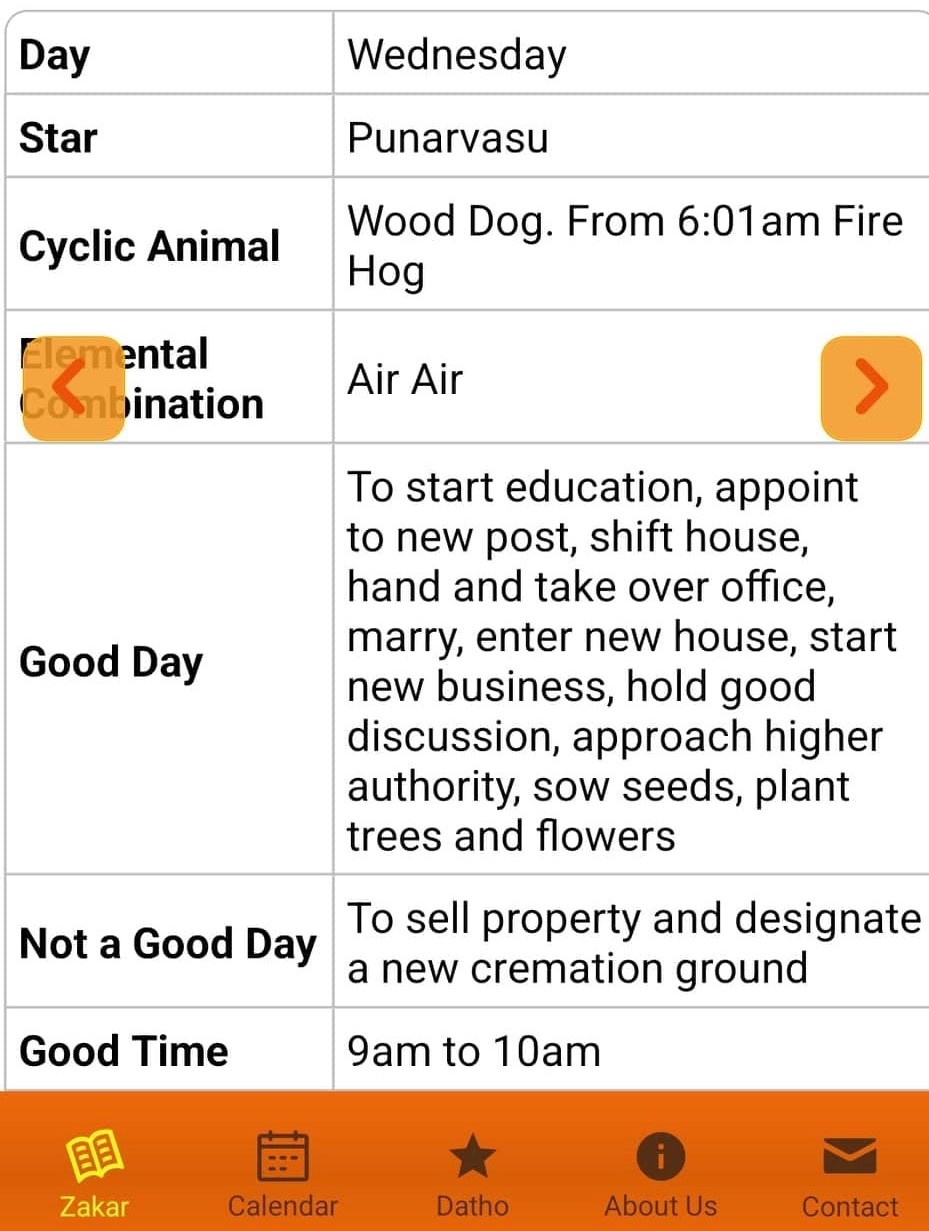 Day
Wednesday
Star
Punarvasu
Cyclic Animal
Wood Dog. From 6:01am Fire
Hog
Elemental
Combination
Air Air
Good Day
To start education, appoint
to new post, shift house,
hand and take over office,
marry, enter new house, start
new business, hold good
discussion, approach higher
authority, sow seeds, plant
trees and flowers
Not a Good Day
To sell property and designate
a new cremation ground
Good Time
9am to 10am
Zakar
Calendar
Datho
About Us
Contact